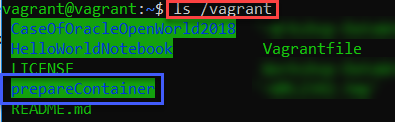 vagrant@vagrant:~$ ls /vagrant
CaseOfOracleOpenWorld2018
HelloWorldNotebook Vagrantfile
LICENSE
prepareContainer
README.md